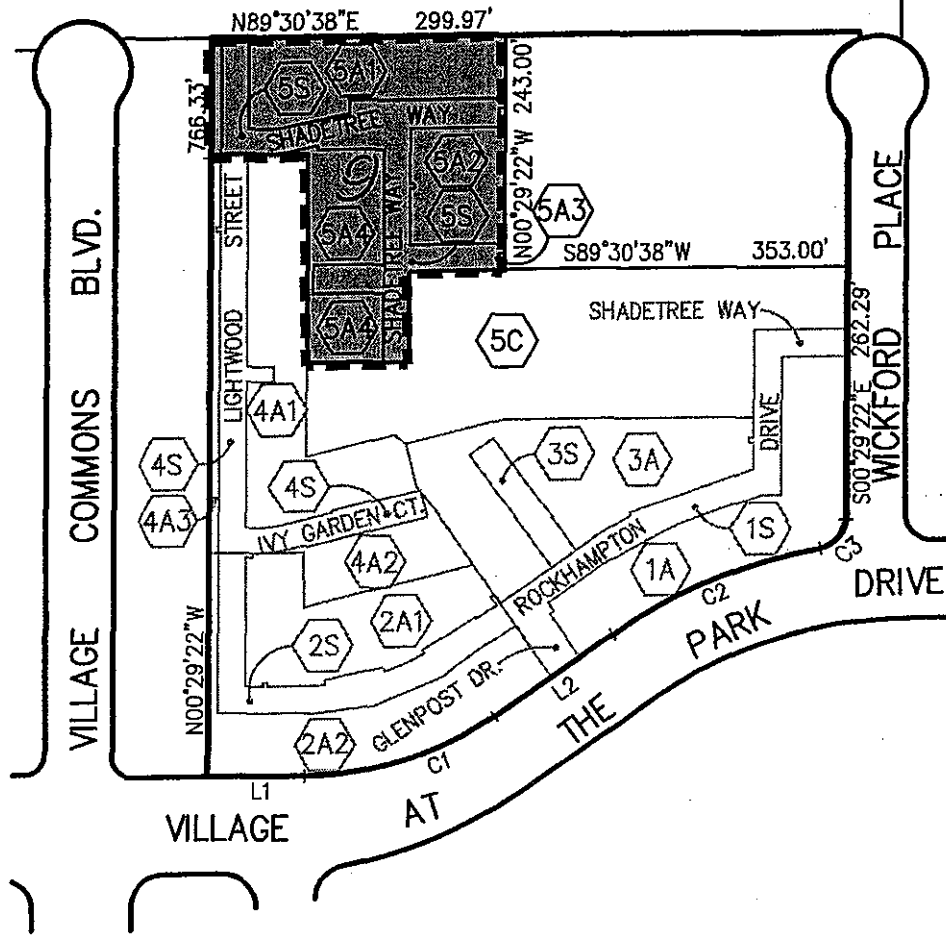 N89°30'38"E 299.97'
766.33'
5S
5A1
SHADETREE WAY
N00°29'22"W 243.00'
5A2
5S
5A3
9
5A4
SHADETREE WAY
5A4
S89°30'38"W 353.00'
VILLAGE COMMONS BLVD.
LIGHTWOOD STREET
WICKFORD PLACE
S00°29'22"E 262.29'
SHADETREE WAY
5C
4A1
4S
4A3
4S
IVY GARDEN CT.
4A2
3S
3A
DRIVE
ROCKHAMPTON
1S
1A
2A1
2S
N00°29'22"W
GLENPOST DR.
2A2
L1
C1
L2
C2
C3
VILLAGE AT THE PARK DRIVE